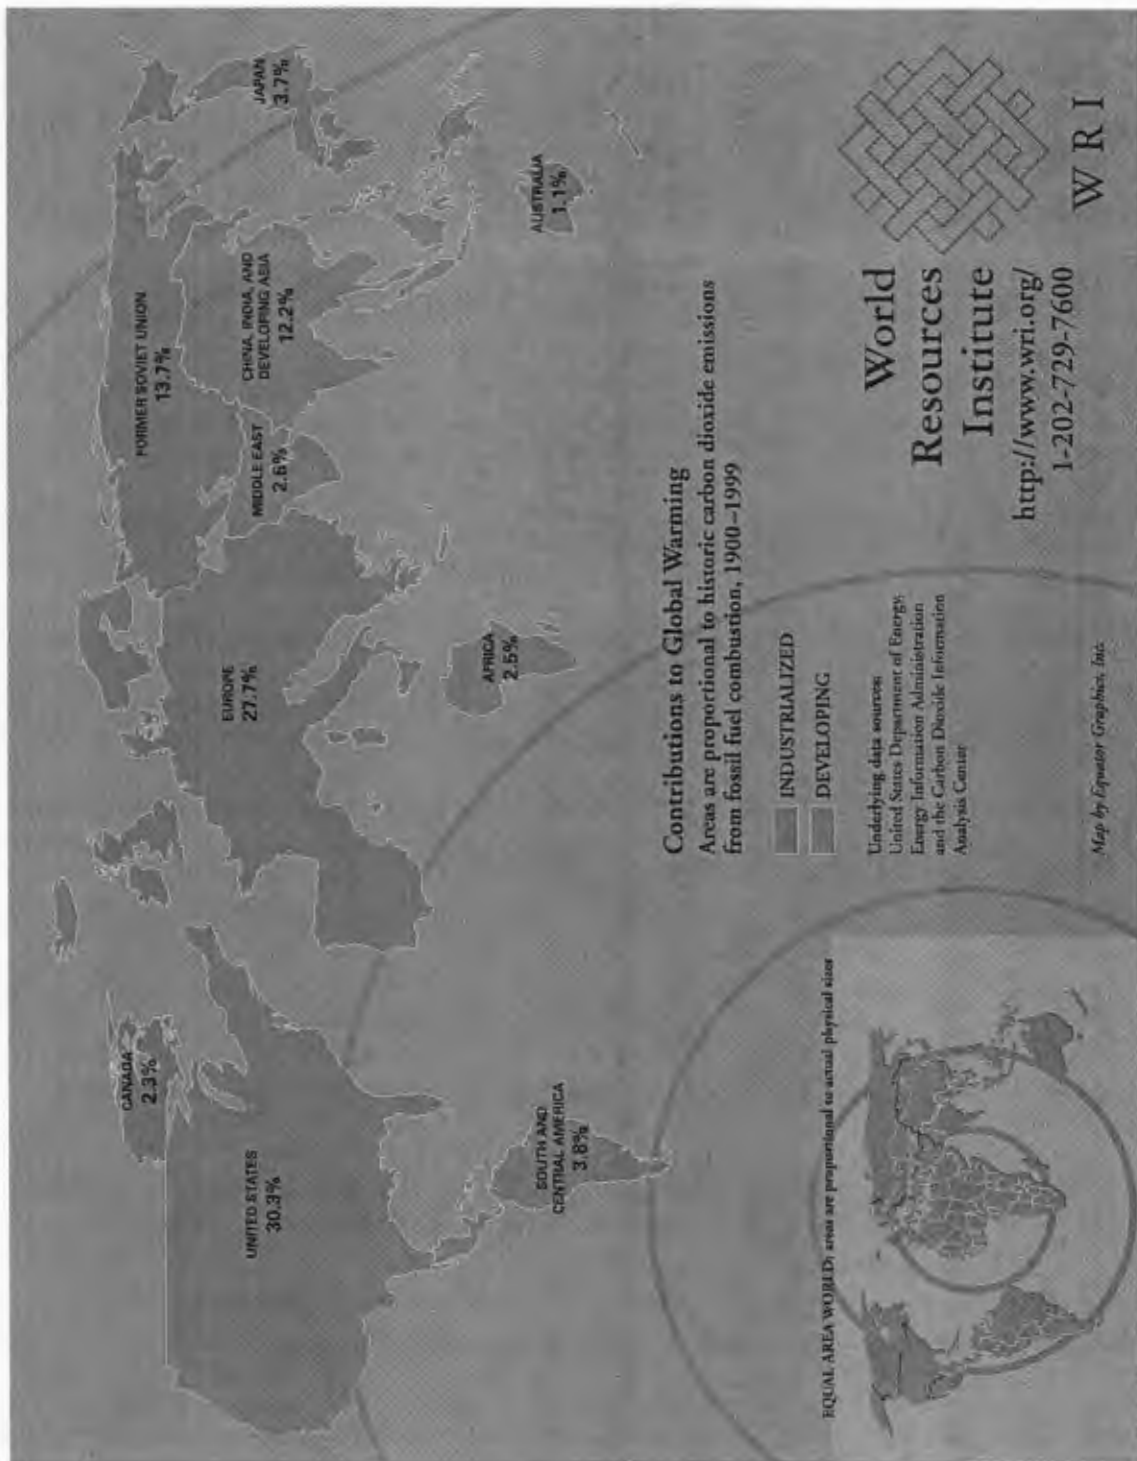 CANADA
2.3%
UNITED STATES
30.3%
SOUTH AND
CENTRAL AMERICA
3.8%
EUROPE
27.7%
AFRICA
2.5%
FORMER SOVIET UNION
13.7%
MIDDLE EAST
2.6%
CHINA, INDIA, AND
DEVELOPING ASIA
12.2%
JAPAN
3.7%
AUSTRALIA
1.1%
Contributions to Global Warming
Areas are proportional to historic carbon dioxide emissions
from fossil fuel combustion, 1900–1999
INDUSTRIALIZED
DEVELOPING
Underlying data sources:
United States Department of Energy,
Energy Information Administration
and the Carbon Dioxide Information
Analysis Center
Map by Equator Graphics, Inc.
EQUAL AREA WORLD; areas are proportional to actual physical sizes
World
Resources
Institute
http://www.wri.org/
1-202-729-7600
W R I